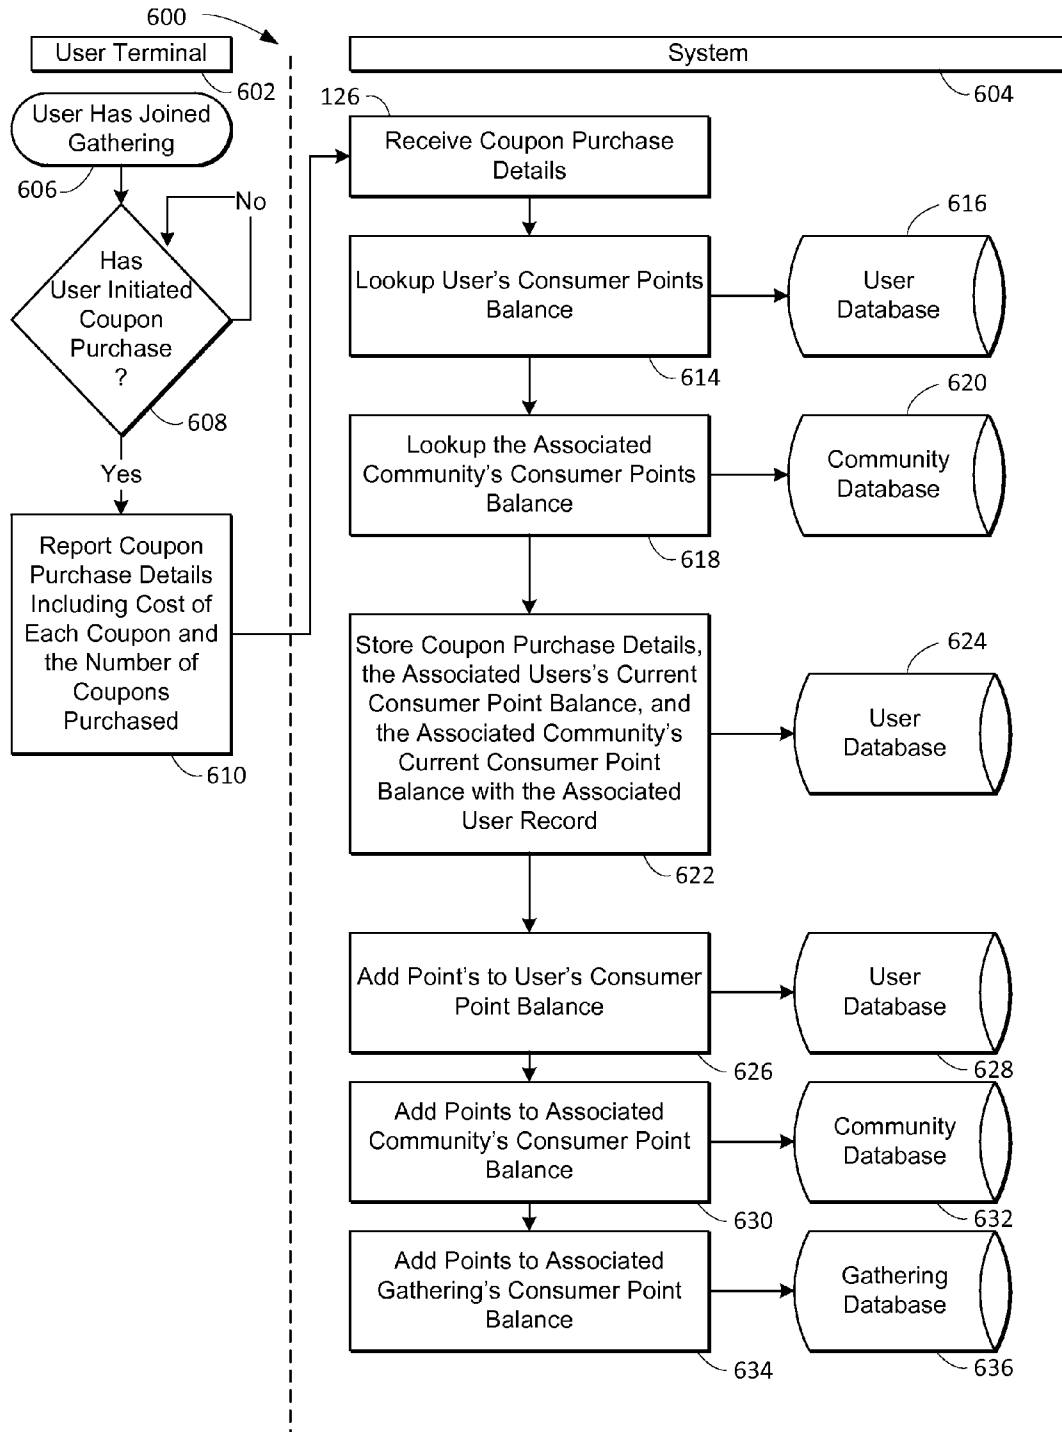 600
User Terminal
602
User Has Joined
Gathering
606
No
Has
User Initiated
Coupon
Purchase
?
608
Yes
Report Coupon
Purchase Details
Including Cost of
Each Coupon and
the Number of
Coupons
Purchased
610
System
604
126
Receive Coupon Purchase
Details
Lookup User's Consumer Points
Balance
614
616
User
Database
Lookup the Associated
Community's Consumer Points
Balance
618
620
Community
Database
Store Coupon Purchase Details,
the Associated Users's Current
Consumer Point Balance, and
the Associated Community's
Current Consumer Point
Balance with the Associated
User Record
622
624
User
Database
Add Point's to User's Consumer
Point Balance
626
User
Database
628
Add Points to Associated
Community's Consumer Point
Balance
630
Community
Database
632
Add Points to Associated
Gathering's Consumer Point
Balance
634
Gathering
Database
636